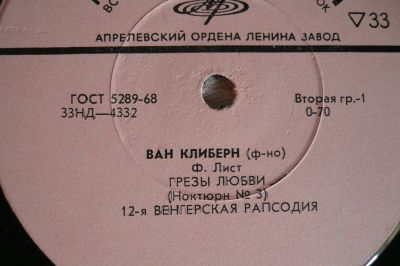 ▽33
АПРЕЛЕВСКИЙ ОРДЕНА ЛЕНИНА ЗАВОД
ГОСТ 5289-68
33НД—4332
Вторая гр.-1
0-70
ВАН КЛИБЕРН (ф-но)
Ф. Лист
ГРЕЗЫ ЛЮБВИ
(Ноктюрн № 3)
12-я ВЕНГЕРСКАЯ РАПСОДИЯ